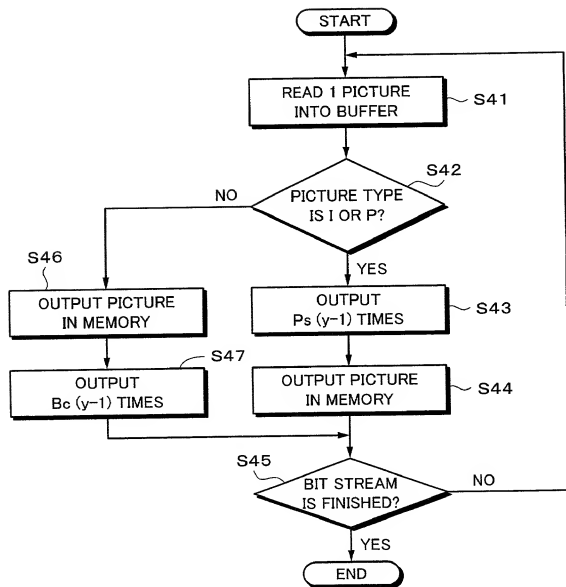 START
READ 1 PICTURE
INTO BUFFER
S41
S42
PICTURE TYPE
IS I OR P?
NO
YES
S46
OUTPUT PICTURE
IN MEMORY
OUTPUT
Ps (y-1) TIMES
S43
S47
OUTPUT
Bc (y-1) TIMES
OUTPUT PICTURE
IN MEMORY
S44
S45
BIT STREAM
IS FINISHED?
NO
YES
END